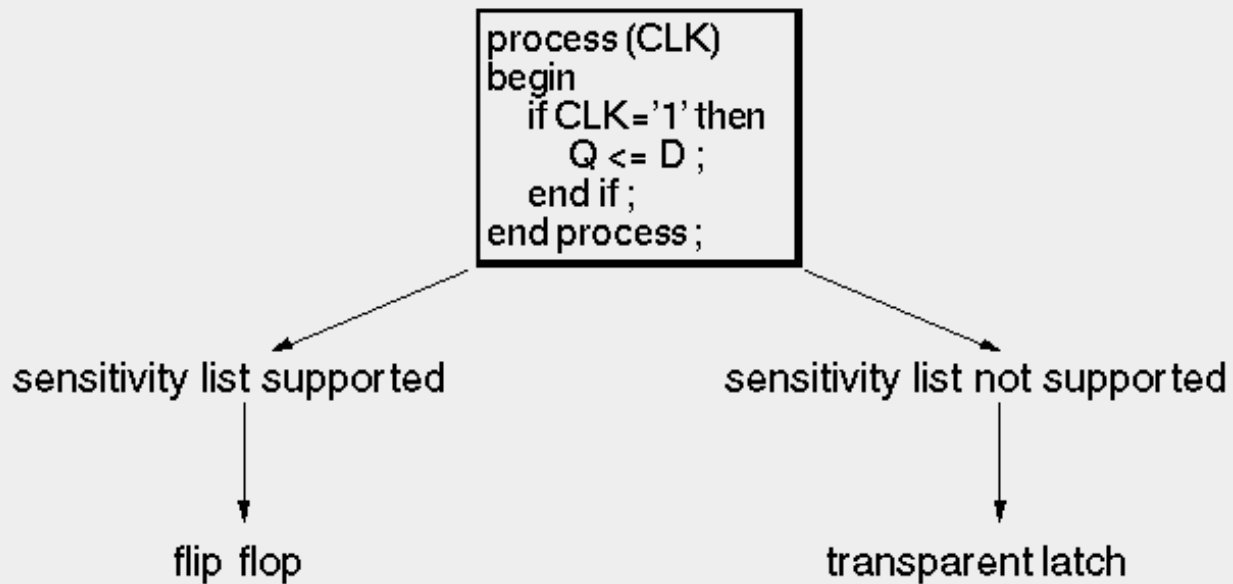 process (CLK)
begin
if CLK='1' then
Q <= D ;
end if ;
end process ;
sensitivity list supported
sensitivity list not supported
flip flop
transparent latch